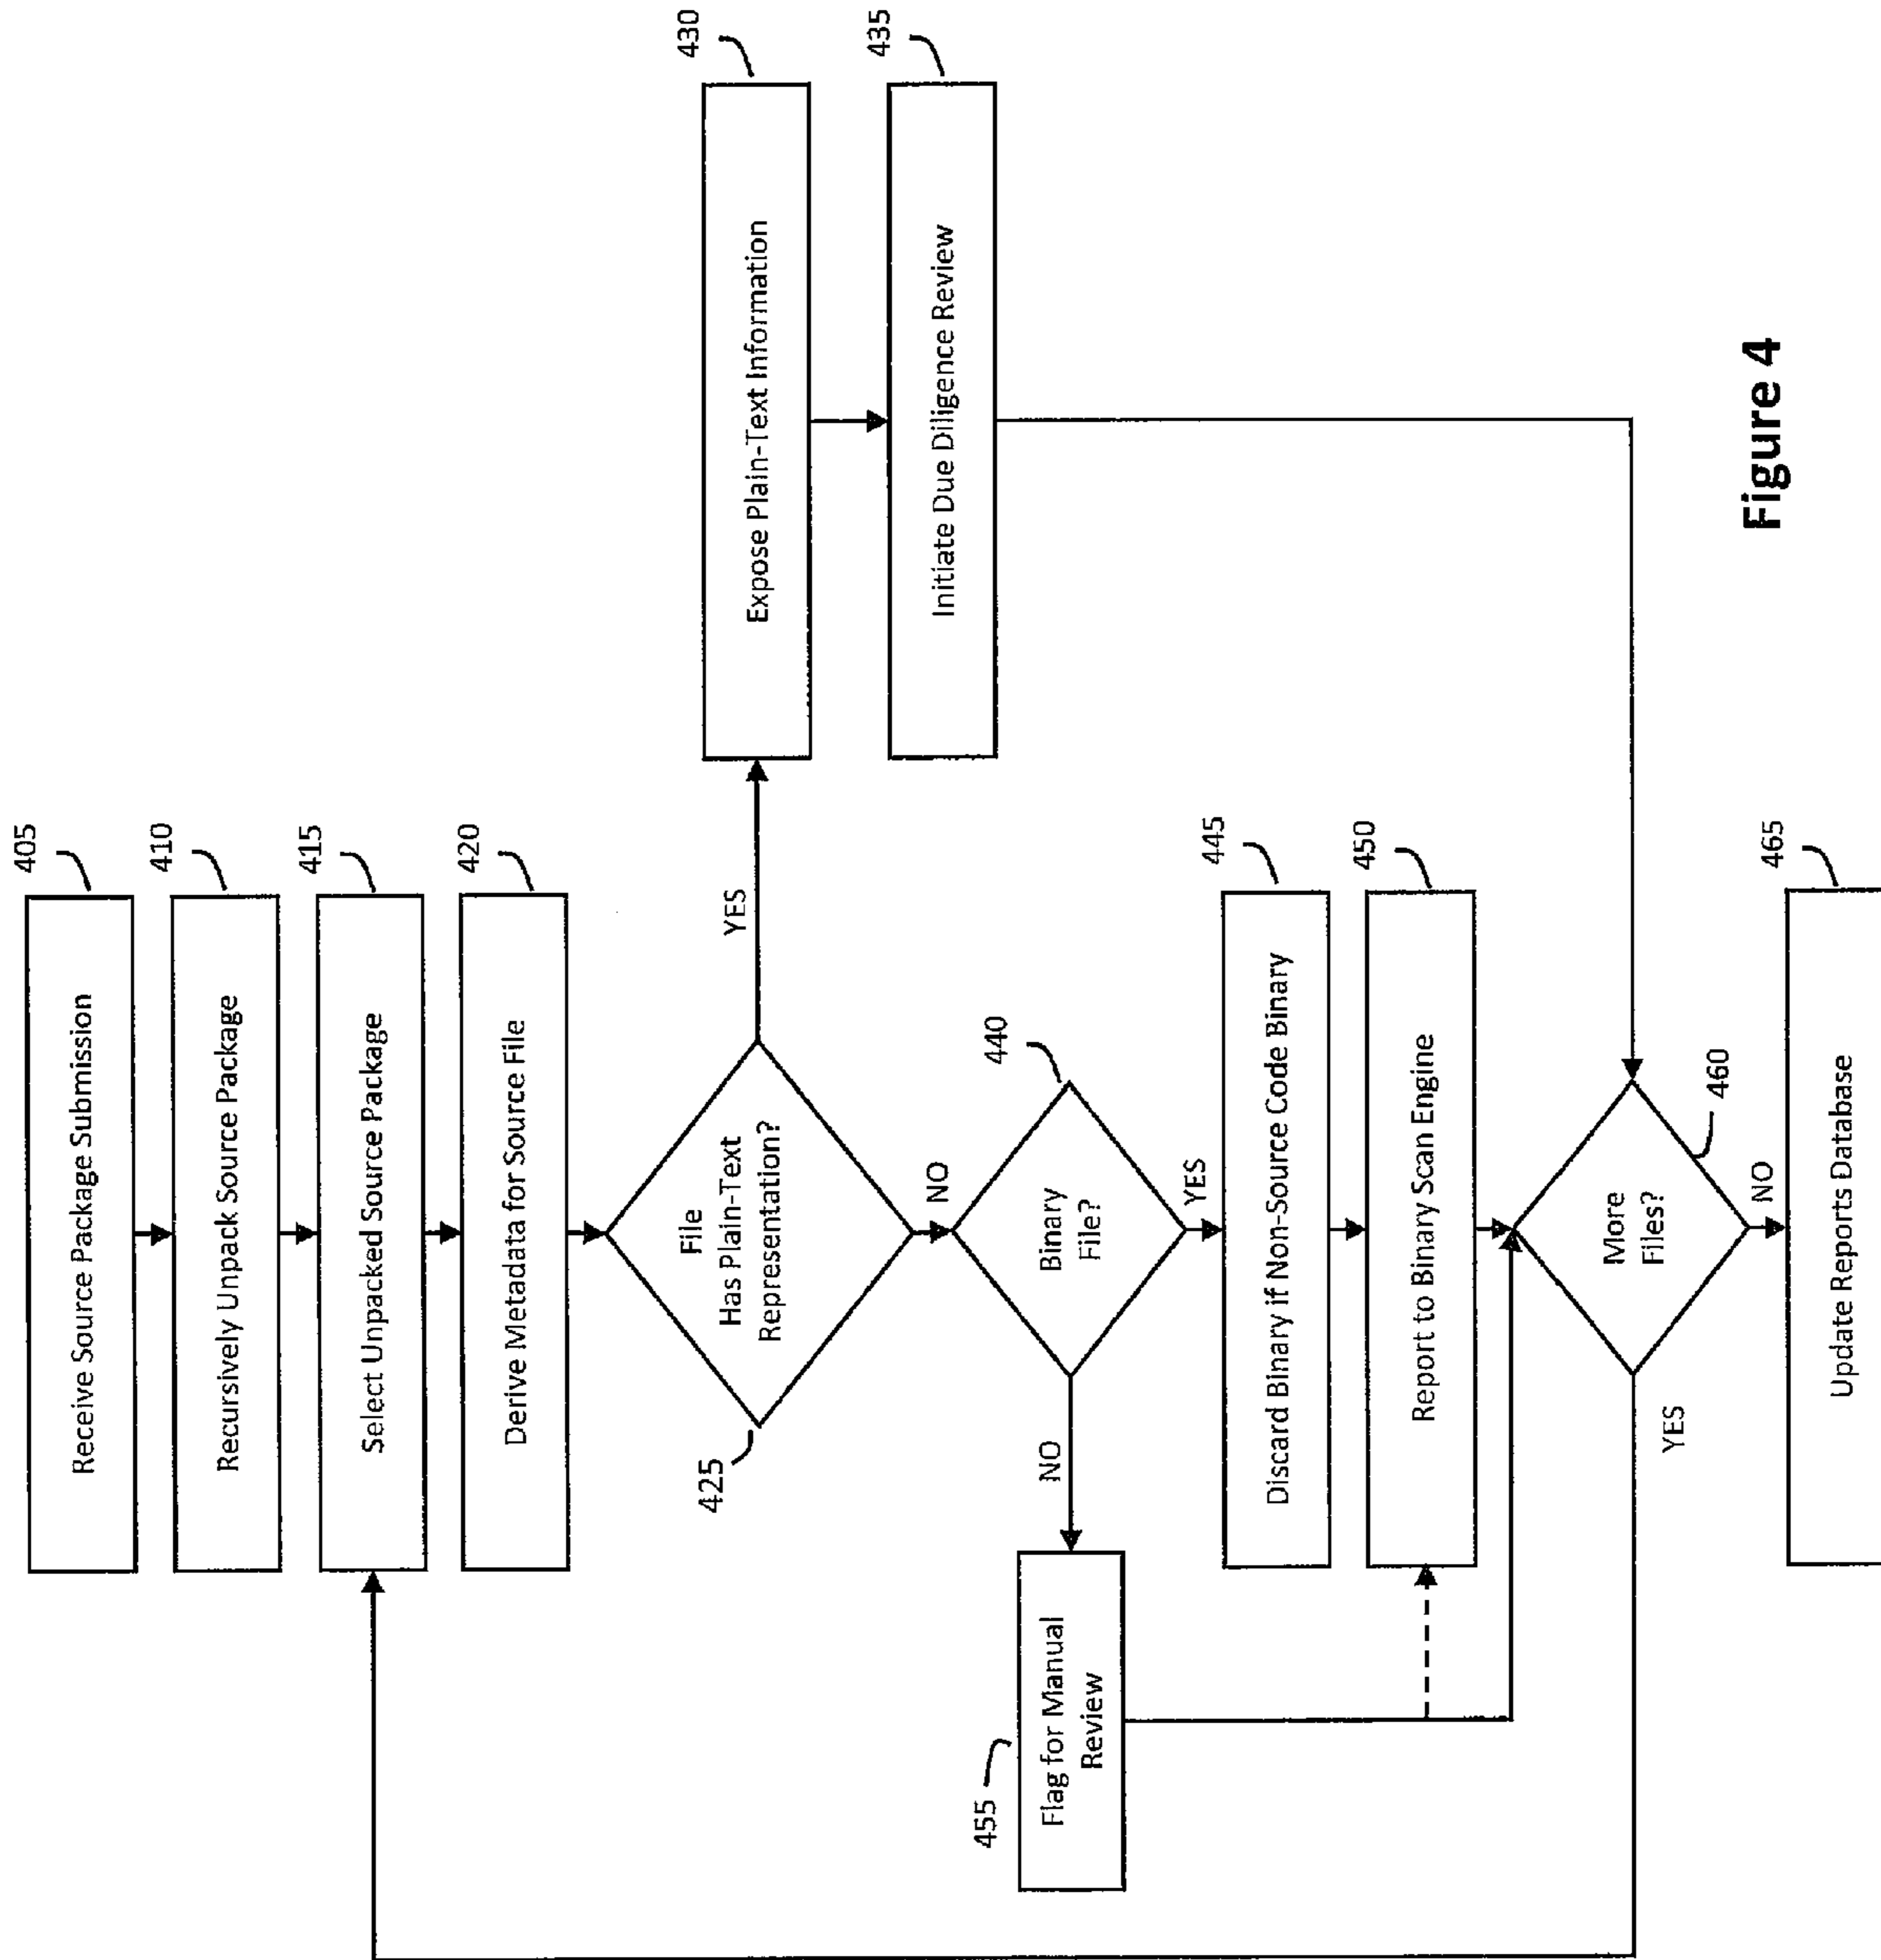 405
Receive Source Package Submission
410
Recursively Unpack Source Package
415
Select Unpacked Source Package
420
Derive Metadata for Source File
425
File
Has Plain-Text
Representation?
YES
NO
430
Expose Plain-Text Information
435
Initiate Due Diligence Review
440
Binary
File?
NO
YES
455
Flag for Manual
Review
445
Discard Binary if Non-Source Code Binary
450
Report to Binary Scan Engine
460
More
Files?
YES
NO
465
Update Reports Database
Figure 4